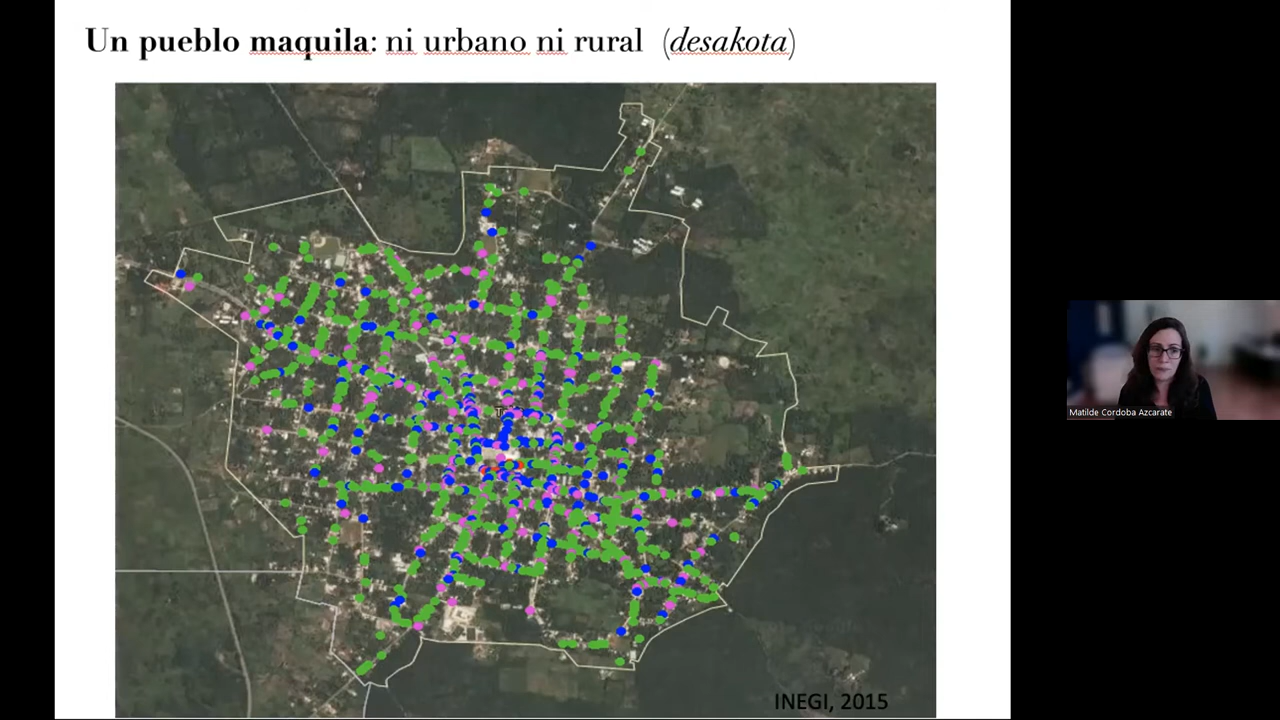 Un pueblo maquila: ni urbano ni rural (desakota)
INEGI, 2015
Matilde Cordoba Azcarate